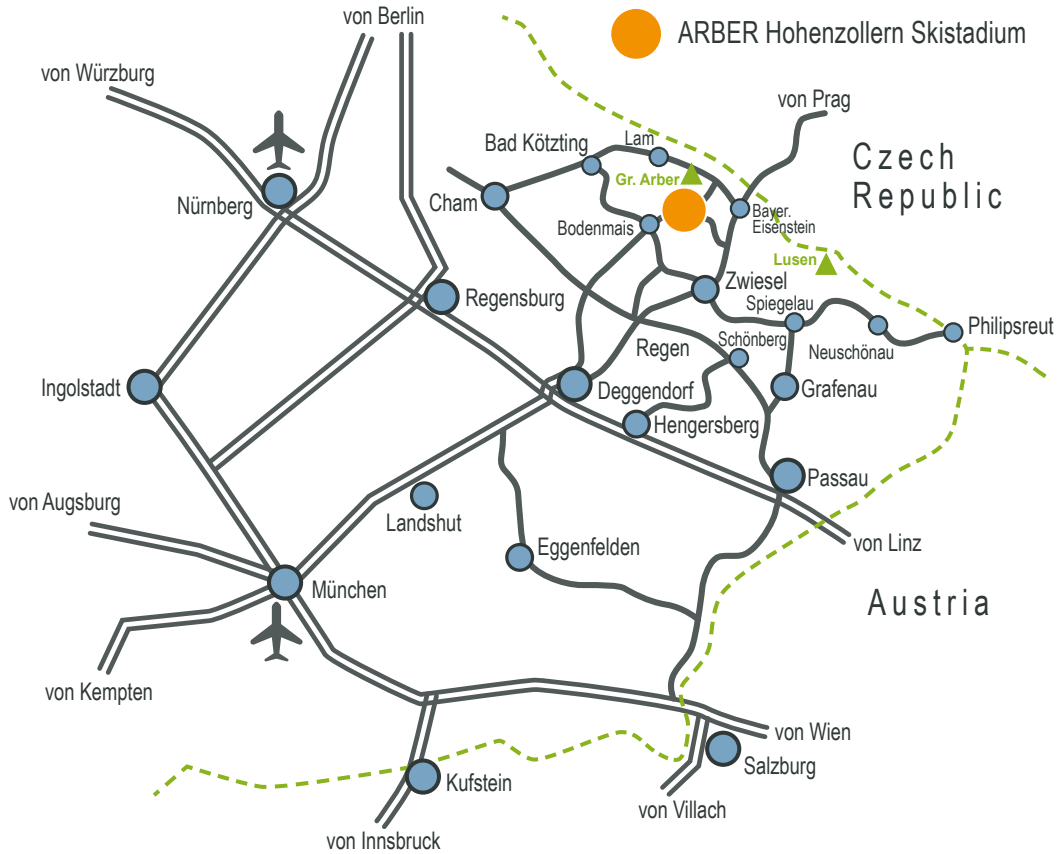 von Berlin
ARBER Hohenzollern Skistadium
von Würzburg
von Prag
Bad Kötzting
Lam
Czech
Republic
Gr. Arber
Nürnberg
Cham
Bodenmais
Bayer.
Eisenstein
Lusen
Zwiesel
Regensburg
Spiegelau
Philipsreut
Schönberg
Neuschönau
Regen
Ingolstadt
Deggendorf
Grafenau
Hengersberg
Passau
von Augsburg
Landshut
von Linz
Eggenfelden
München
Austria
von Kempten
von Wien
Salzburg
Kufstein
von Villach
von Innsbruck